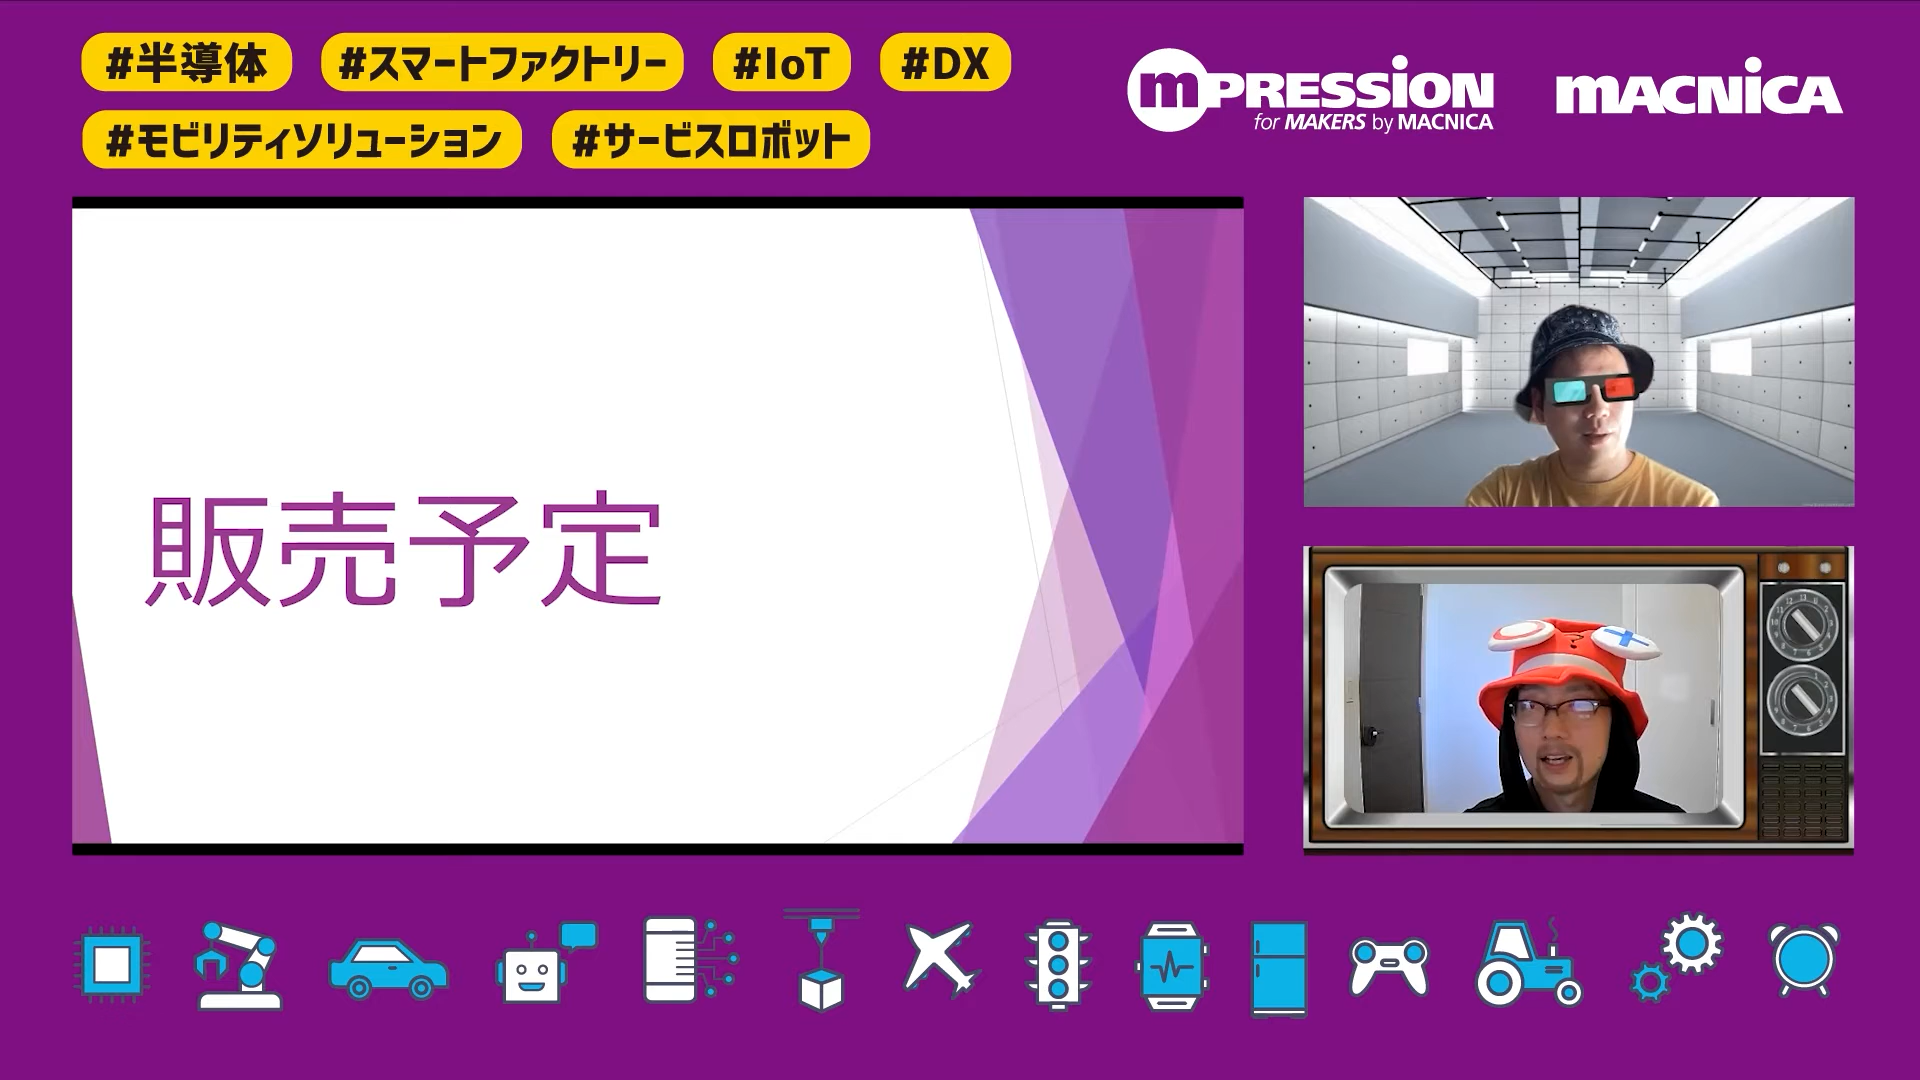 #半導体 #スマートファクトリー #IoT #DX
#モビリティソリューション #サービスロボット
mPRESSION
for MAKERS by MACNICA
MACNICA
販売予定